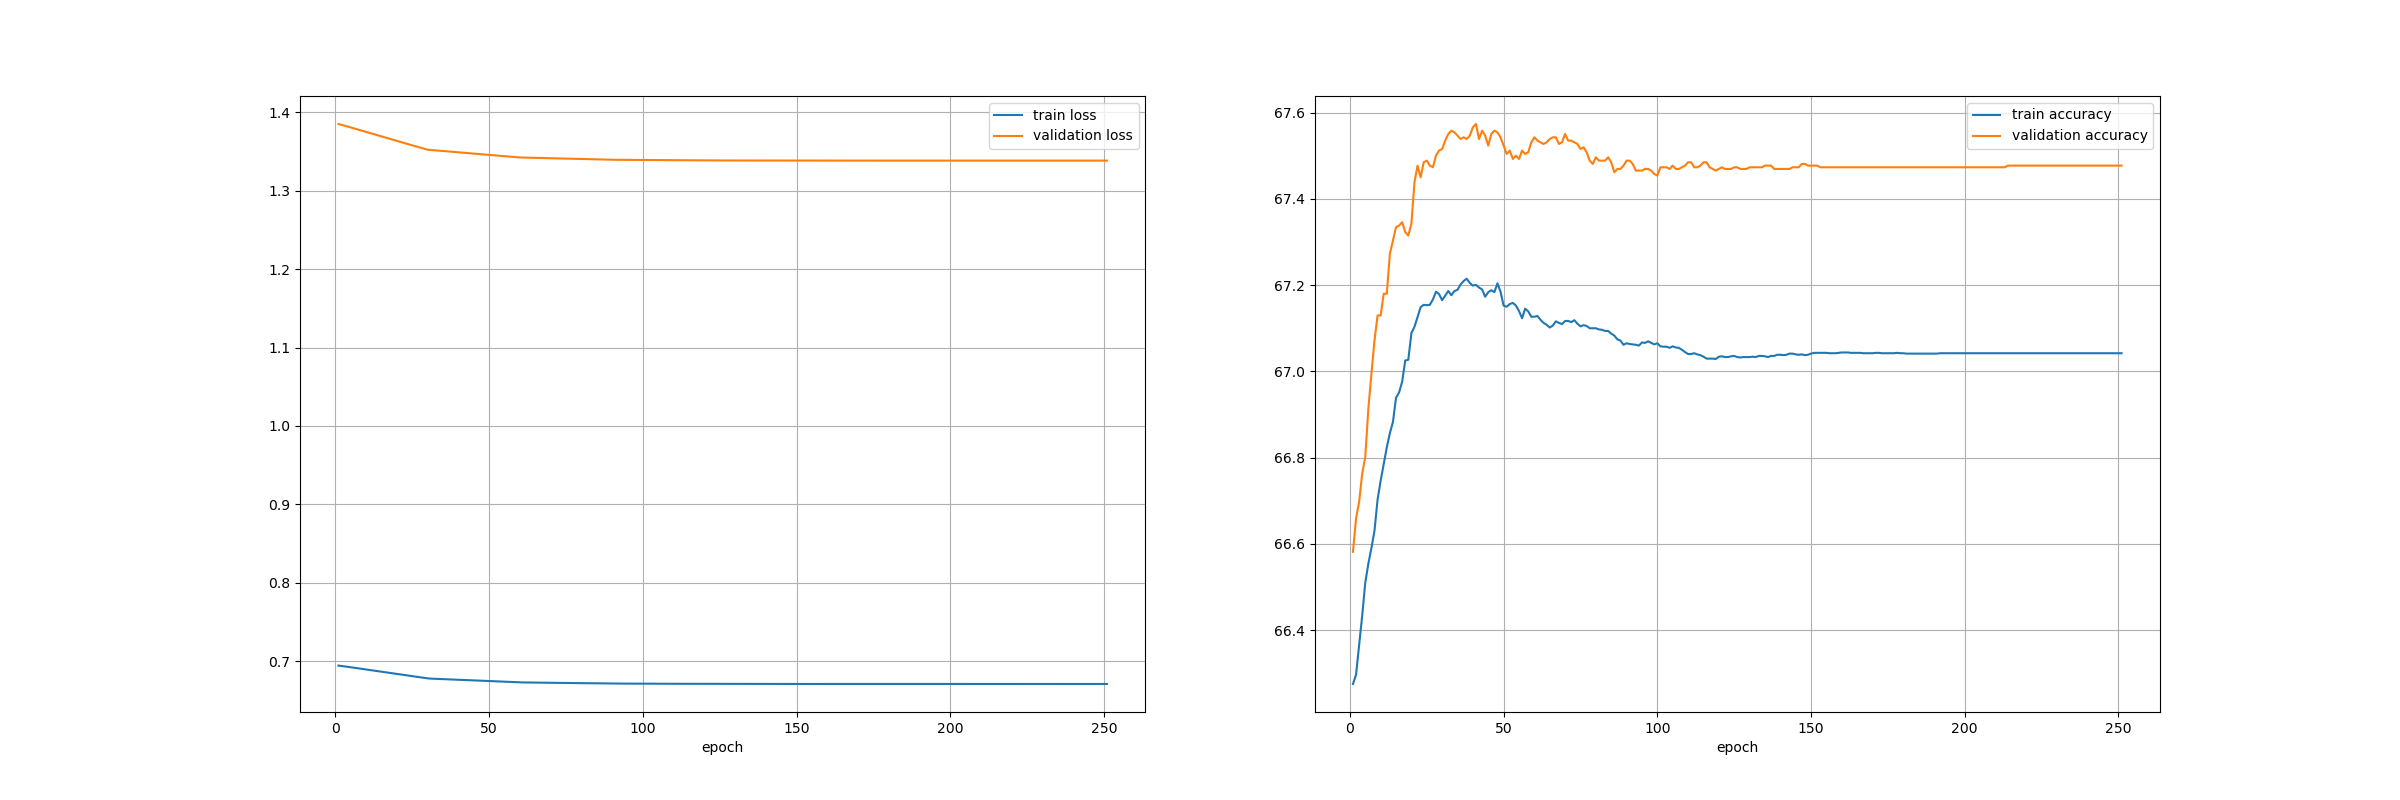 1.4
1.3
1.2
1.1
1.0
0.9
0.8
0.7
0 50 100 150 200 250
epoch
train loss
validation loss
67.6
67.4
67.2
67.0
66.8
66.6
66.4
0 50 100 150 200 250
epoch
train accuracy
validation accuracy